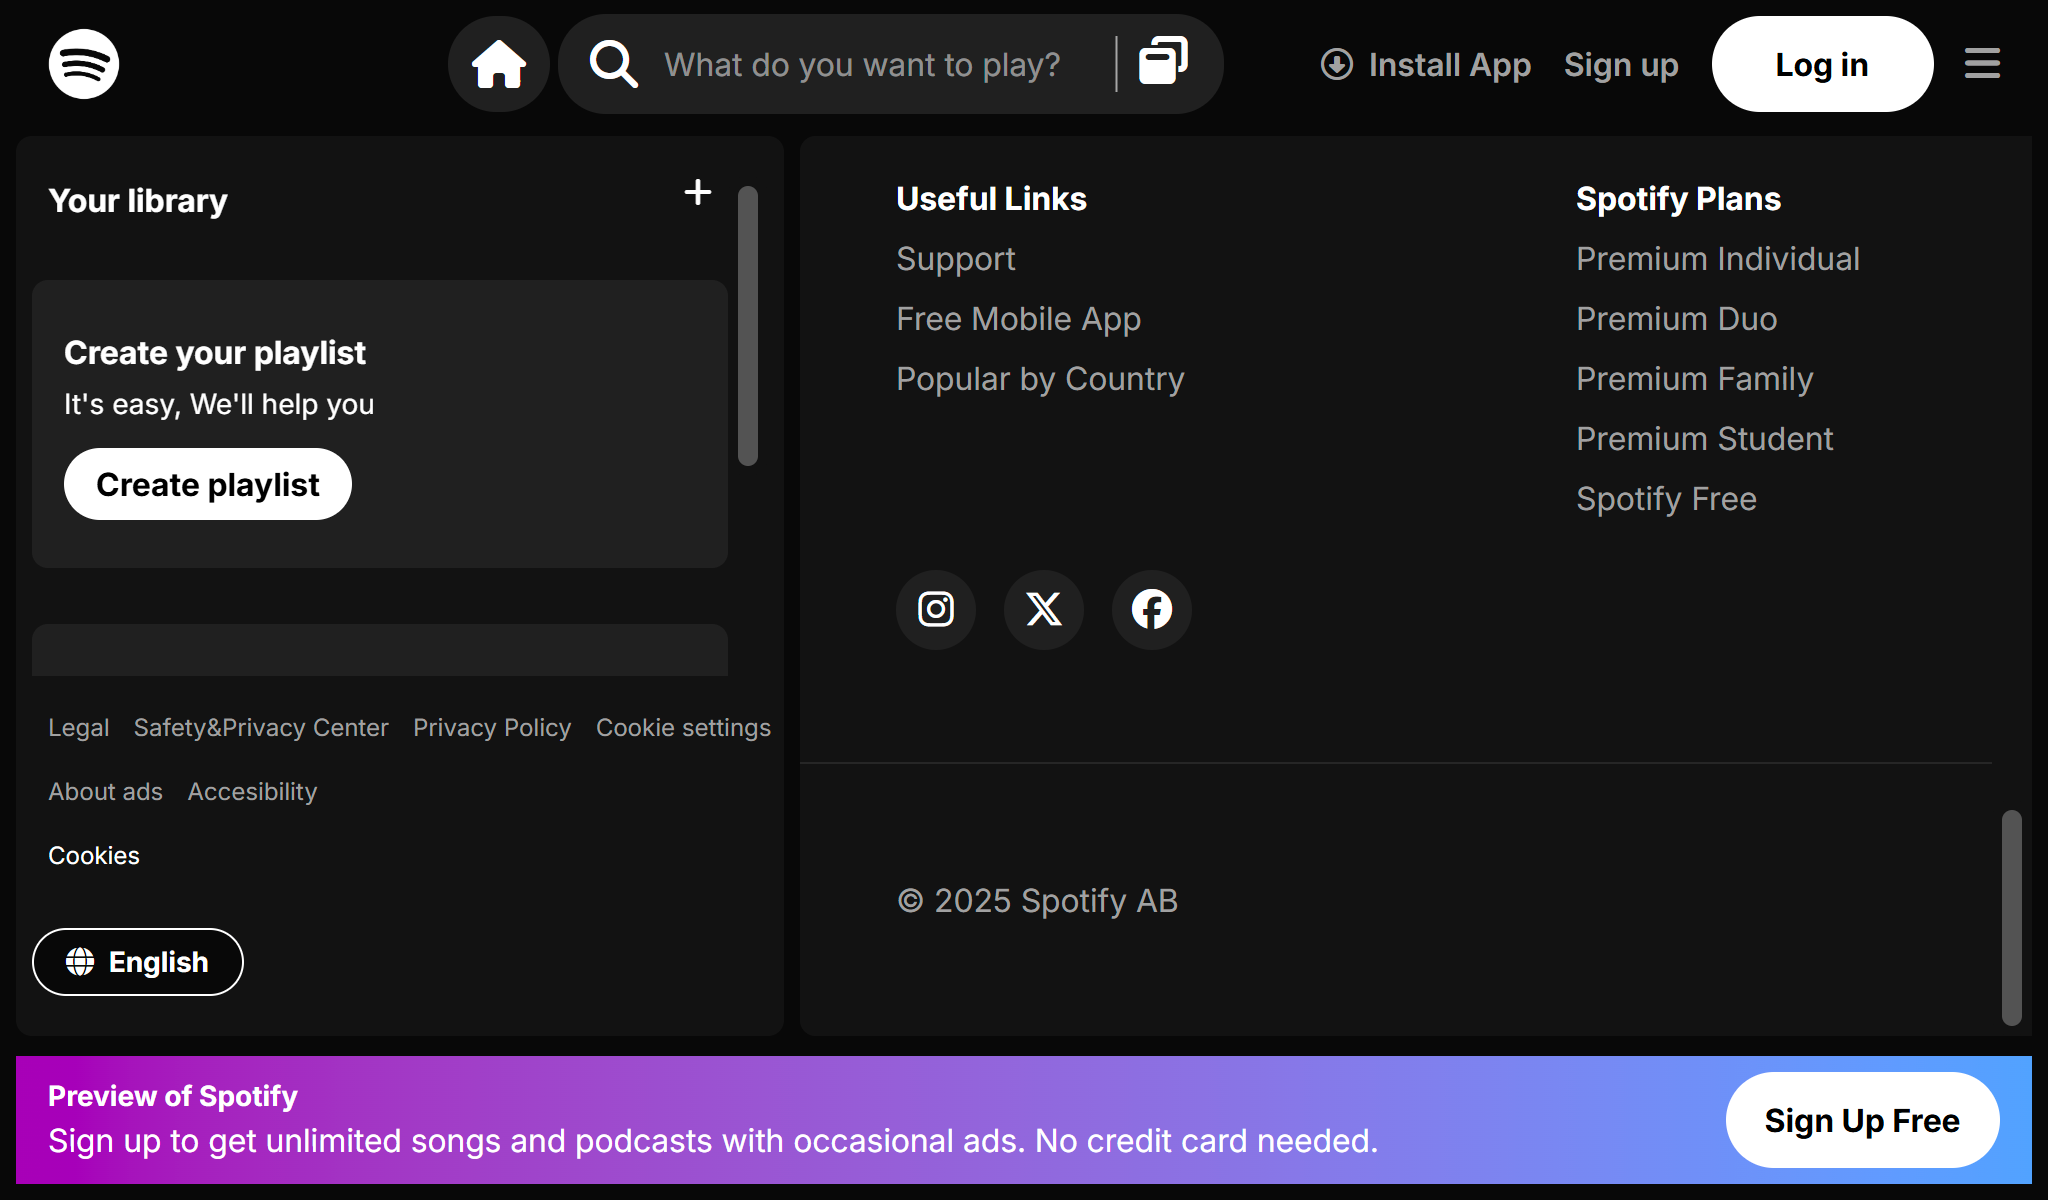 What do you want to play?
Install App
Sign up
Log in
Your library
Create your playlist
It's easy, We'll help you
Create playlist
Legal Safety&Privacy Center Privacy Policy Cookie settings
About ads Accesibility
Cookies
English
Useful Links
Support
Free Mobile App
Popular by Country
Spotify Plans
Premium Individual
Premium Duo
Premium Family
Premium Student
Spotify Free
© 2025 Spotify AB
Preview of Spotify
Sign up to get unlimited songs and podcasts with occasional ads. No credit card needed.
Sign Up Free